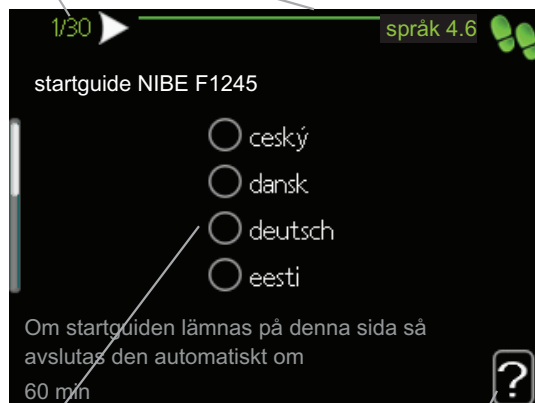 1/30
språk 4.6
startguide NIBE F1245
ceský
dansk
deutsch
eesti
Om startguiden lämnas på denna sida så
avslutas den automatiskt om
60 min
?